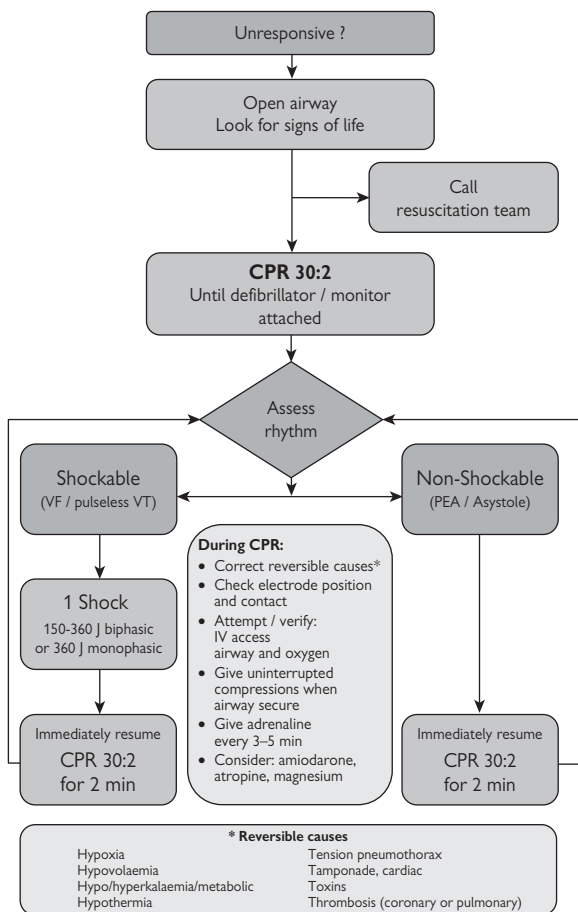 Unresponsive ?
Open airway
Look for signs of life
Call
resuscitation team
CPR 30:2
Until defibrillator / monitor
attached
Assess
rhythm
Shockable
(VF / pulseless VT)
Non-Shockable
(PEA / Asystole)
1 Shock
150-360 J biphasic
or 360 J monophasic
Immediately resume
CPR 30:2
for 2 min
During CPR:
• Correct reversible causes*
• Check electrode position
and contact
• Attempt / verify:
IV access
airway and oxygen
• Give uninterrupted
compressions when
airway secure
• Give adrenaline
every 3–5 min
• Consider: amiodarone,
atropine, magnesium
Immediately resume
CPR 30:2
for 2 min
* Reversible causes
Hypoxia
Hypovolaemia
Hypo/hyperkalaemia/metabolic
Hypothermia
Tension pneumothorax
Tamponade, cardiac
Toxins
Thrombosis (coronary or pulmonary)